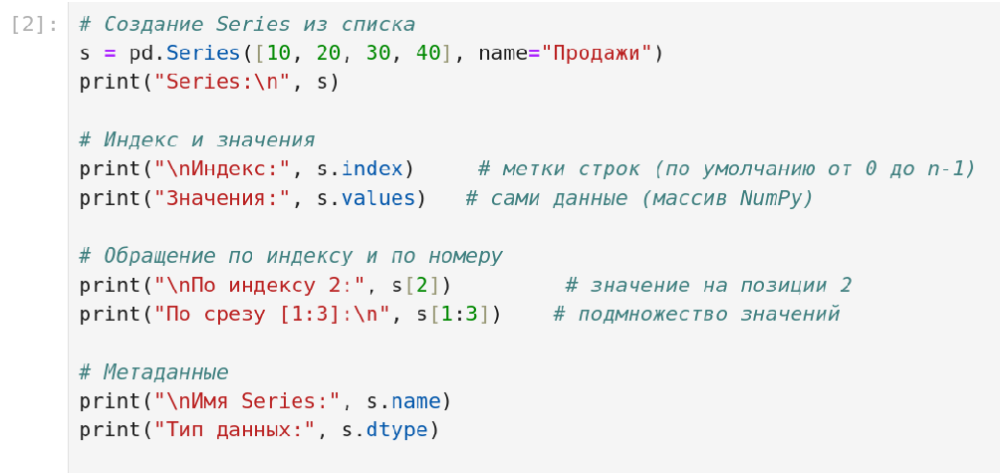 [2]: # Создание Series из списка
s = pd.Series([10, 20, 30, 40], name="Продажи")
print("Series:\n", s)
# Индекс и значения
print("\nИндекс:", s.index)     # метки строк (по умолчанию от 0 до n-1)
print("Значения:", s.values)   # сами данные (массив NumPy)
# Обращение по индексу и по номеру
print("\nПо индексу 2:", s[2])         # значение на позиции 2
print("По срезу [1:3]:\n", s[1:3])    # подмножество значений
# Метаданные
print("\nИмя Series:", s.name)
print("Тип данных:", s.dtype)